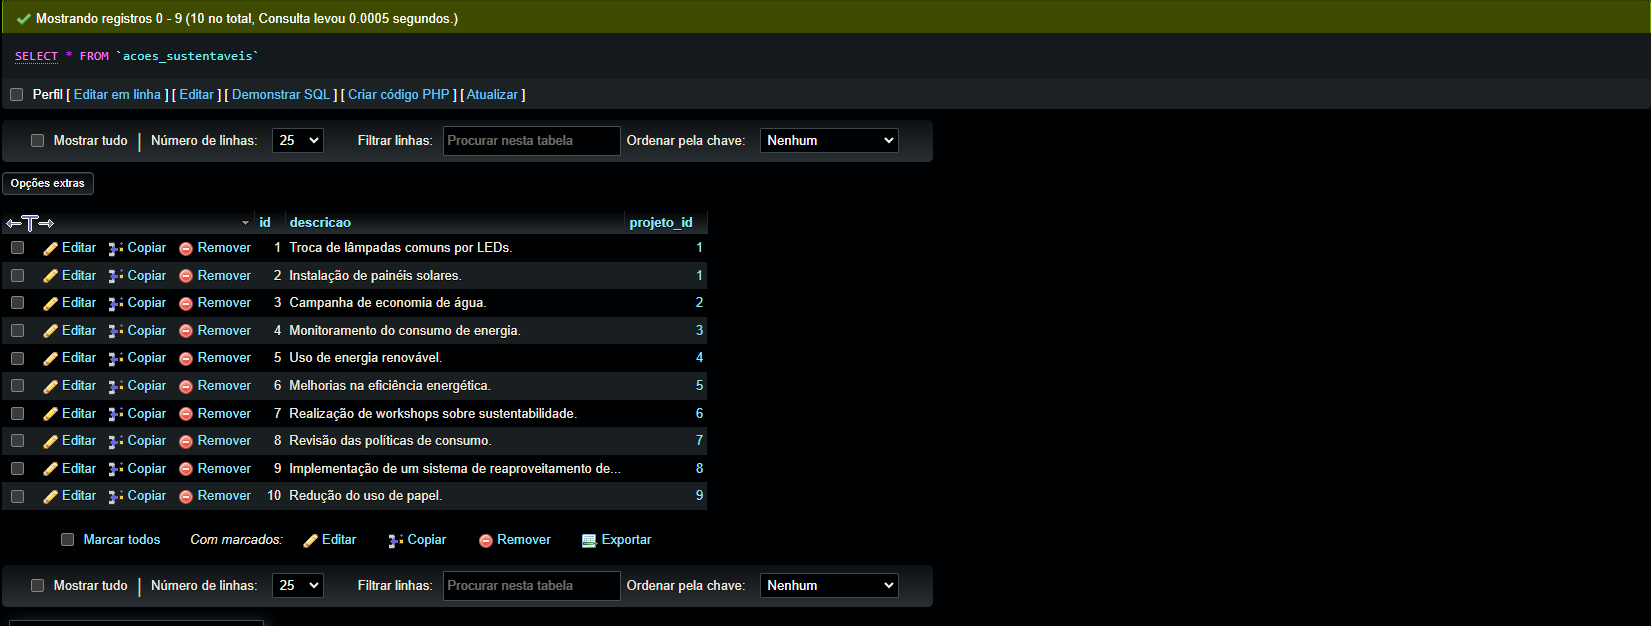 Mostrando registros 0 - 9 (10 no total, Consulta levou 0.0005 segundos.)
SELECT * FROM `acoes_sustentaveis`
Perfil [ Editar em linha ] [ Editar ] [ Demonstrar SQL ] [ Criar código PHP ] [ Atualizar ]
Mostrar tudo | Número de linhas: 25 Filtrar linhas: Procurar nesta tabela Ordenar pela chave: Nenhum
Opções extras
id descricao projeto_id
Editar Copiar Remover 1 Troca de lâmpadas comuns por LEDs. 1
Editar Copiar Remover 2 Instalação de painéis solares. 1
Editar Copiar Remover 3 Campanha de economia de água. 2
Editar Copiar Remover 4 Monitoramento do consumo de energia. 3
Editar Copiar Remover 5 Uso de energia renovável. 4
Editar Copiar Remover 6 Melhorias na eficiência energética. 5
Editar Copiar Remover 7 Realização de workshops sobre sustentabilidade. 6
Editar Copiar Remover 8 Revisão das políticas de consumo. 7
Editar Copiar Remover 9 Implementação de um sistema de reaproveitamento de... 8
Editar Copiar Remover 10 Redução do uso de papel. 9
Marcar todos Com marcados: Editar Copiar Remover Exportar
Mostrar tudo | Número de linhas: 25 Filtrar linhas: Procurar nesta tabela Ordenar pela chave: Nenhum